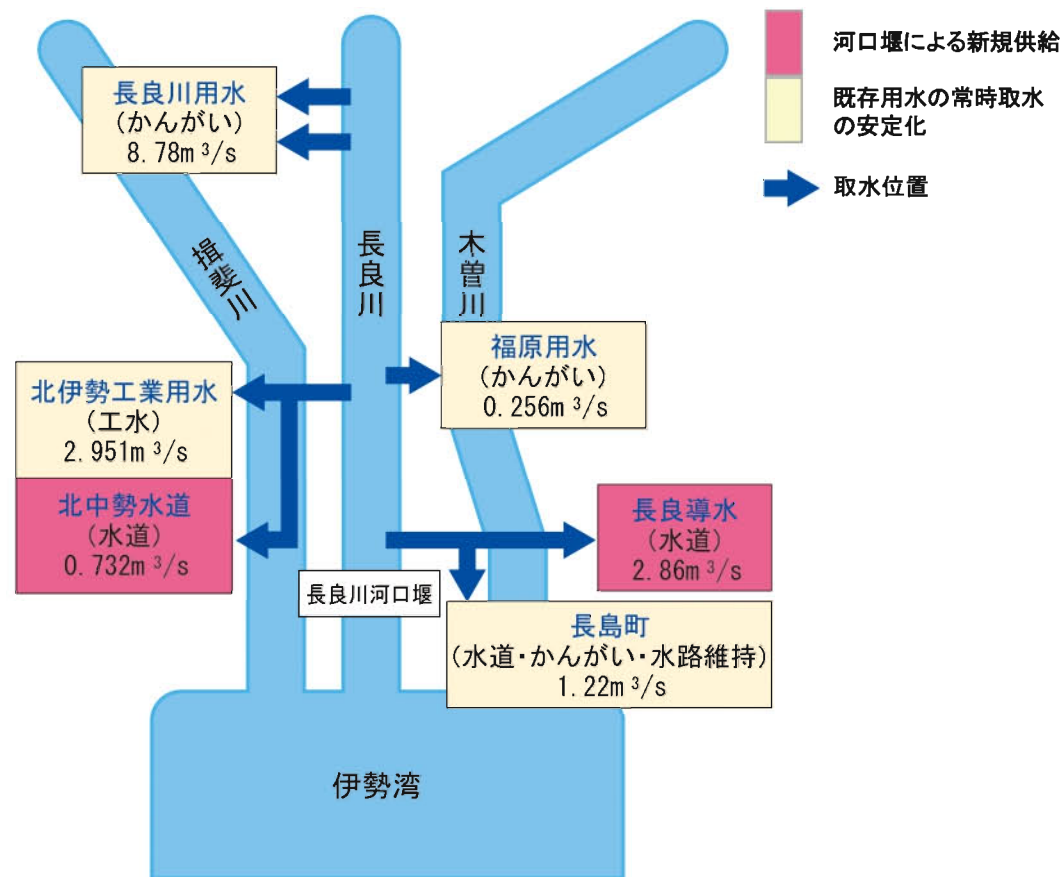 長良川用水
(かんがい)
8.78m³/s
河口堰による新規供給
既存用水の常時取水
の安定化
取水位置
揖斐川
長良川
木曽川
福原用水
(かんがい)
0.256m³/s
北伊勢工業用水
(工水)
2.951m³/s
北中勢水道
(水道)
0.732m³/s
長良導水
(水道)
2.86m³/s
長良川河口堰
長島町
(水道・かんがい・水路維持)
1.22m³/s
伊勢湾